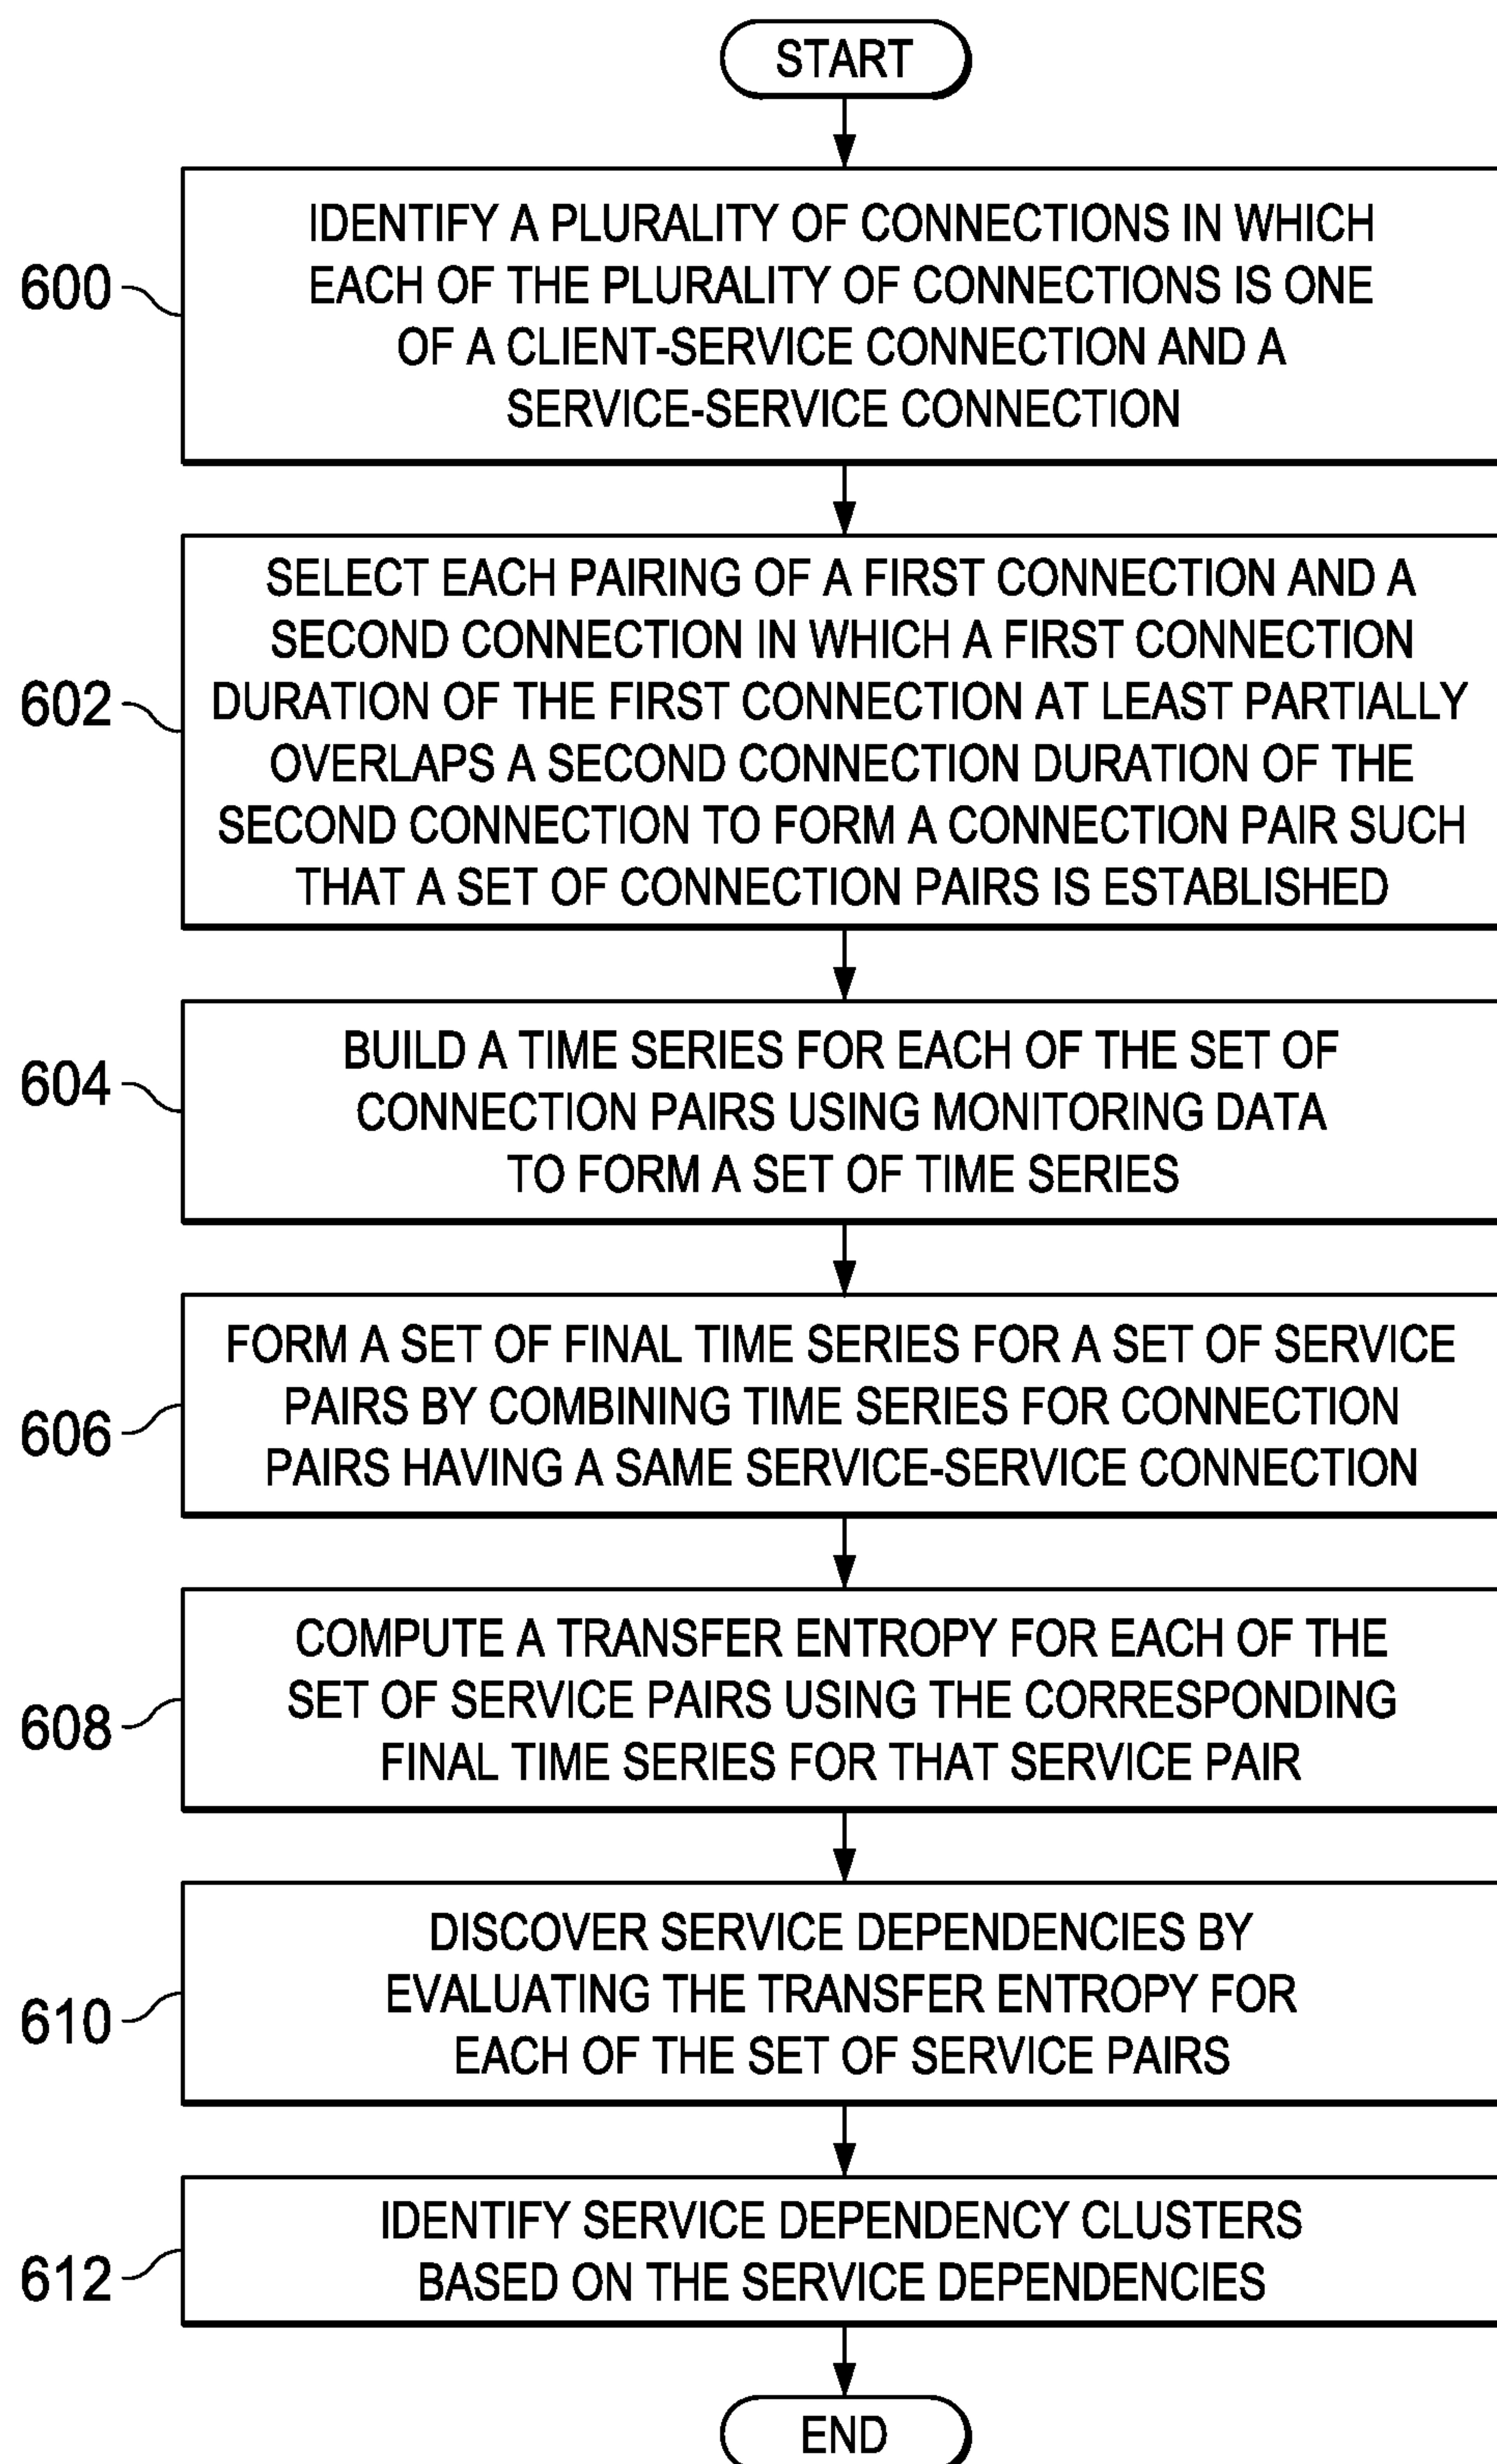 START
600
IDENTIFY A PLURALITY OF CONNECTIONS IN WHICH
EACH OF THE PLURALITY OF CONNECTIONS IS ONE
OF A CLIENT-SERVICE CONNECTION AND A
SERVICE-SERVICE CONNECTION
602
SELECT EACH PAIRING OF A FIRST CONNECTION AND A
SECOND CONNECTION IN WHICH A FIRST CONNECTION
DURATION OF THE FIRST CONNECTION AT LEAST PARTIALLY
OVERLAPS A SECOND CONNECTION DURATION OF THE
SECOND CONNECTION TO FORM A CONNECTION PAIR SUCH
THAT A SET OF CONNECTION PAIRS IS ESTABLISHED
604
BUILD A TIME SERIES FOR EACH OF THE SET OF
CONNECTION PAIRS USING MONITORING DATA
TO FORM A SET OF TIME SERIES
606
FORM A SET OF FINAL TIME SERIES FOR A SET OF SERVICE
PAIRS BY COMBINING TIME SERIES FOR CONNECTION
PAIRS HAVING A SAME SERVICE-SERVICE CONNECTION
608
COMPUTE A TRANSFER ENTROPY FOR EACH OF THE
SET OF SERVICE PAIRS USING THE CORRESPONDING
FINAL TIME SERIES FOR THAT SERVICE PAIR
610
DISCOVER SERVICE DEPENDENCIES BY
EVALUATING THE TRANSFER ENTROPY FOR
EACH OF THE SET OF SERVICE PAIRS
612
IDENTIFY SERVICE DEPENDENCY CLUSTERS
BASED ON THE SERVICE DEPENDENCIES
END